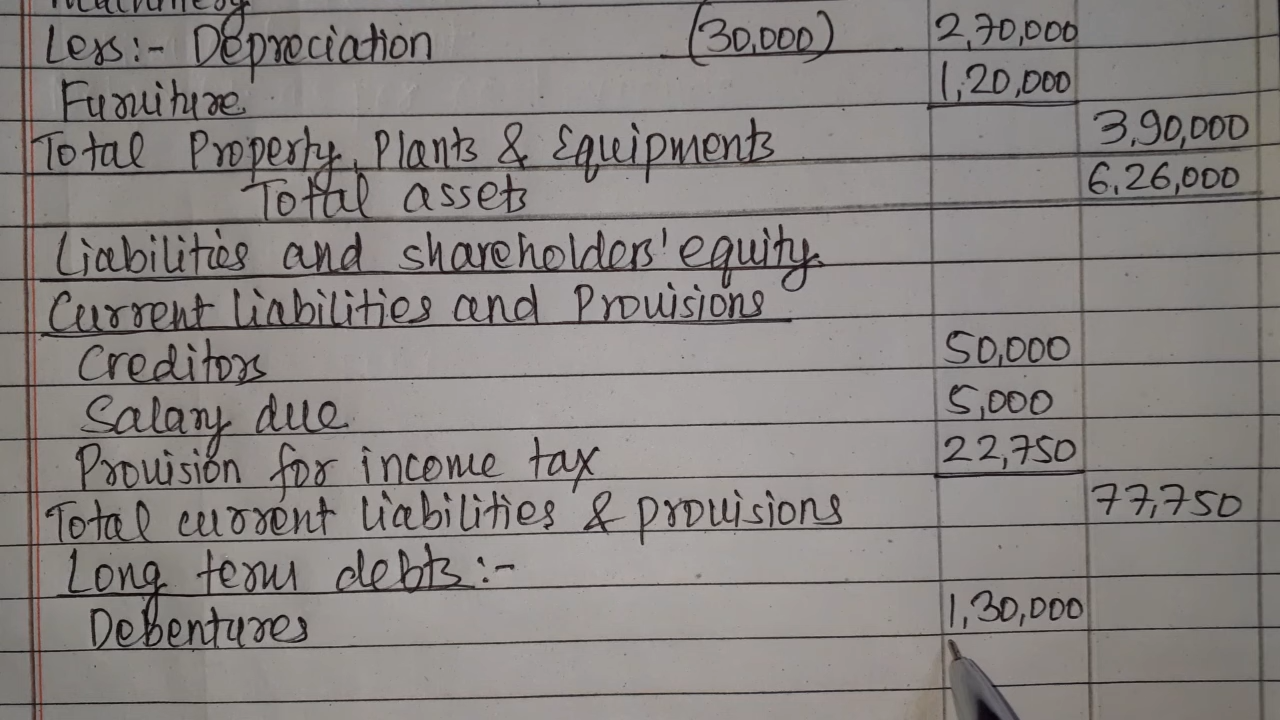 Less:- Depreciation (30,000) 2,70,000
Furniture 1,20,000
Total Property, Plants & Equipments 3,90,000
Total assets 6,26,000
Liabilities and shareholders' equity
Current liabilities and Provisions
Creditors 50,000
Salary due 5,000
Provision for income tax 22,750
Total current liabilities & provisions 77,750
Long term debts:-
Debentures 1,30,000